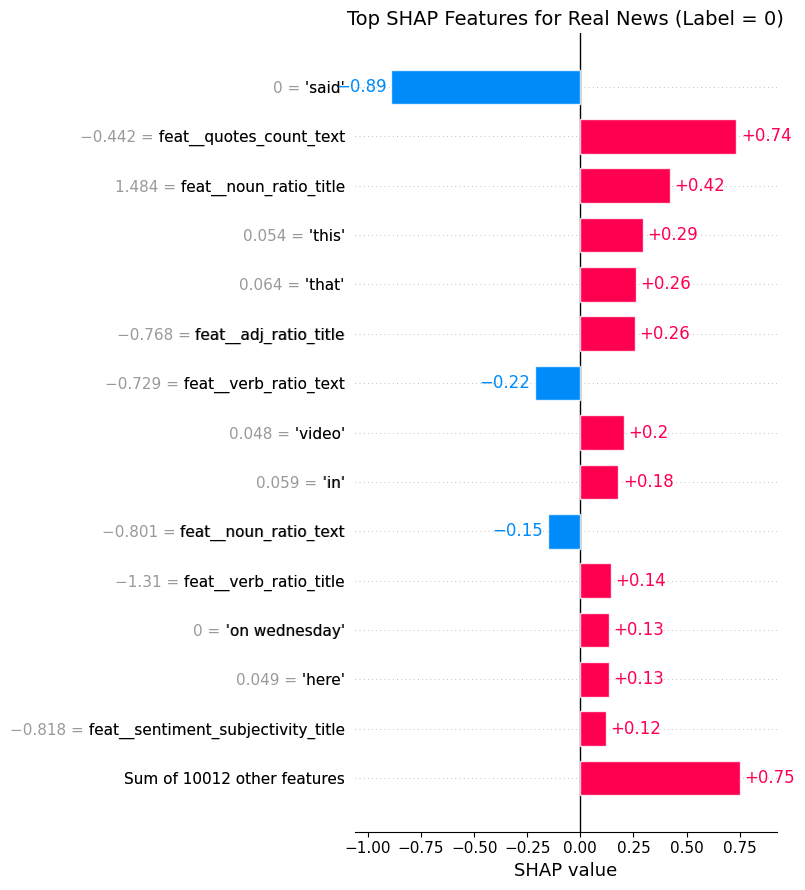 Top SHAP Features for Real News (Label = 0)
0 = 'said' −0.89
−0.442 = feat__quotes_count_text +0.74
1.484 = feat__noun_ratio_title +0.42
0.054 = 'this' +0.29
0.064 = 'that' +0.26
−0.768 = feat__adj_ratio_title +0.26
−0.729 = feat__verb_ratio_text −0.22
0.048 = 'video' +0.2
0.059 = 'in' +0.18
−0.801 = feat__noun_ratio_text −0.15
−1.31 = feat__verb_ratio_title +0.14
0 = 'on wednesday' +0.13
0.049 = 'here' +0.13
−0.818 = feat__sentiment_subjectivity_title +0.12
Sum of 10012 other features +0.75
−1.00 −0.75 −0.50 −0.25 0.00 0.25 0.50 0.75
SHAP value